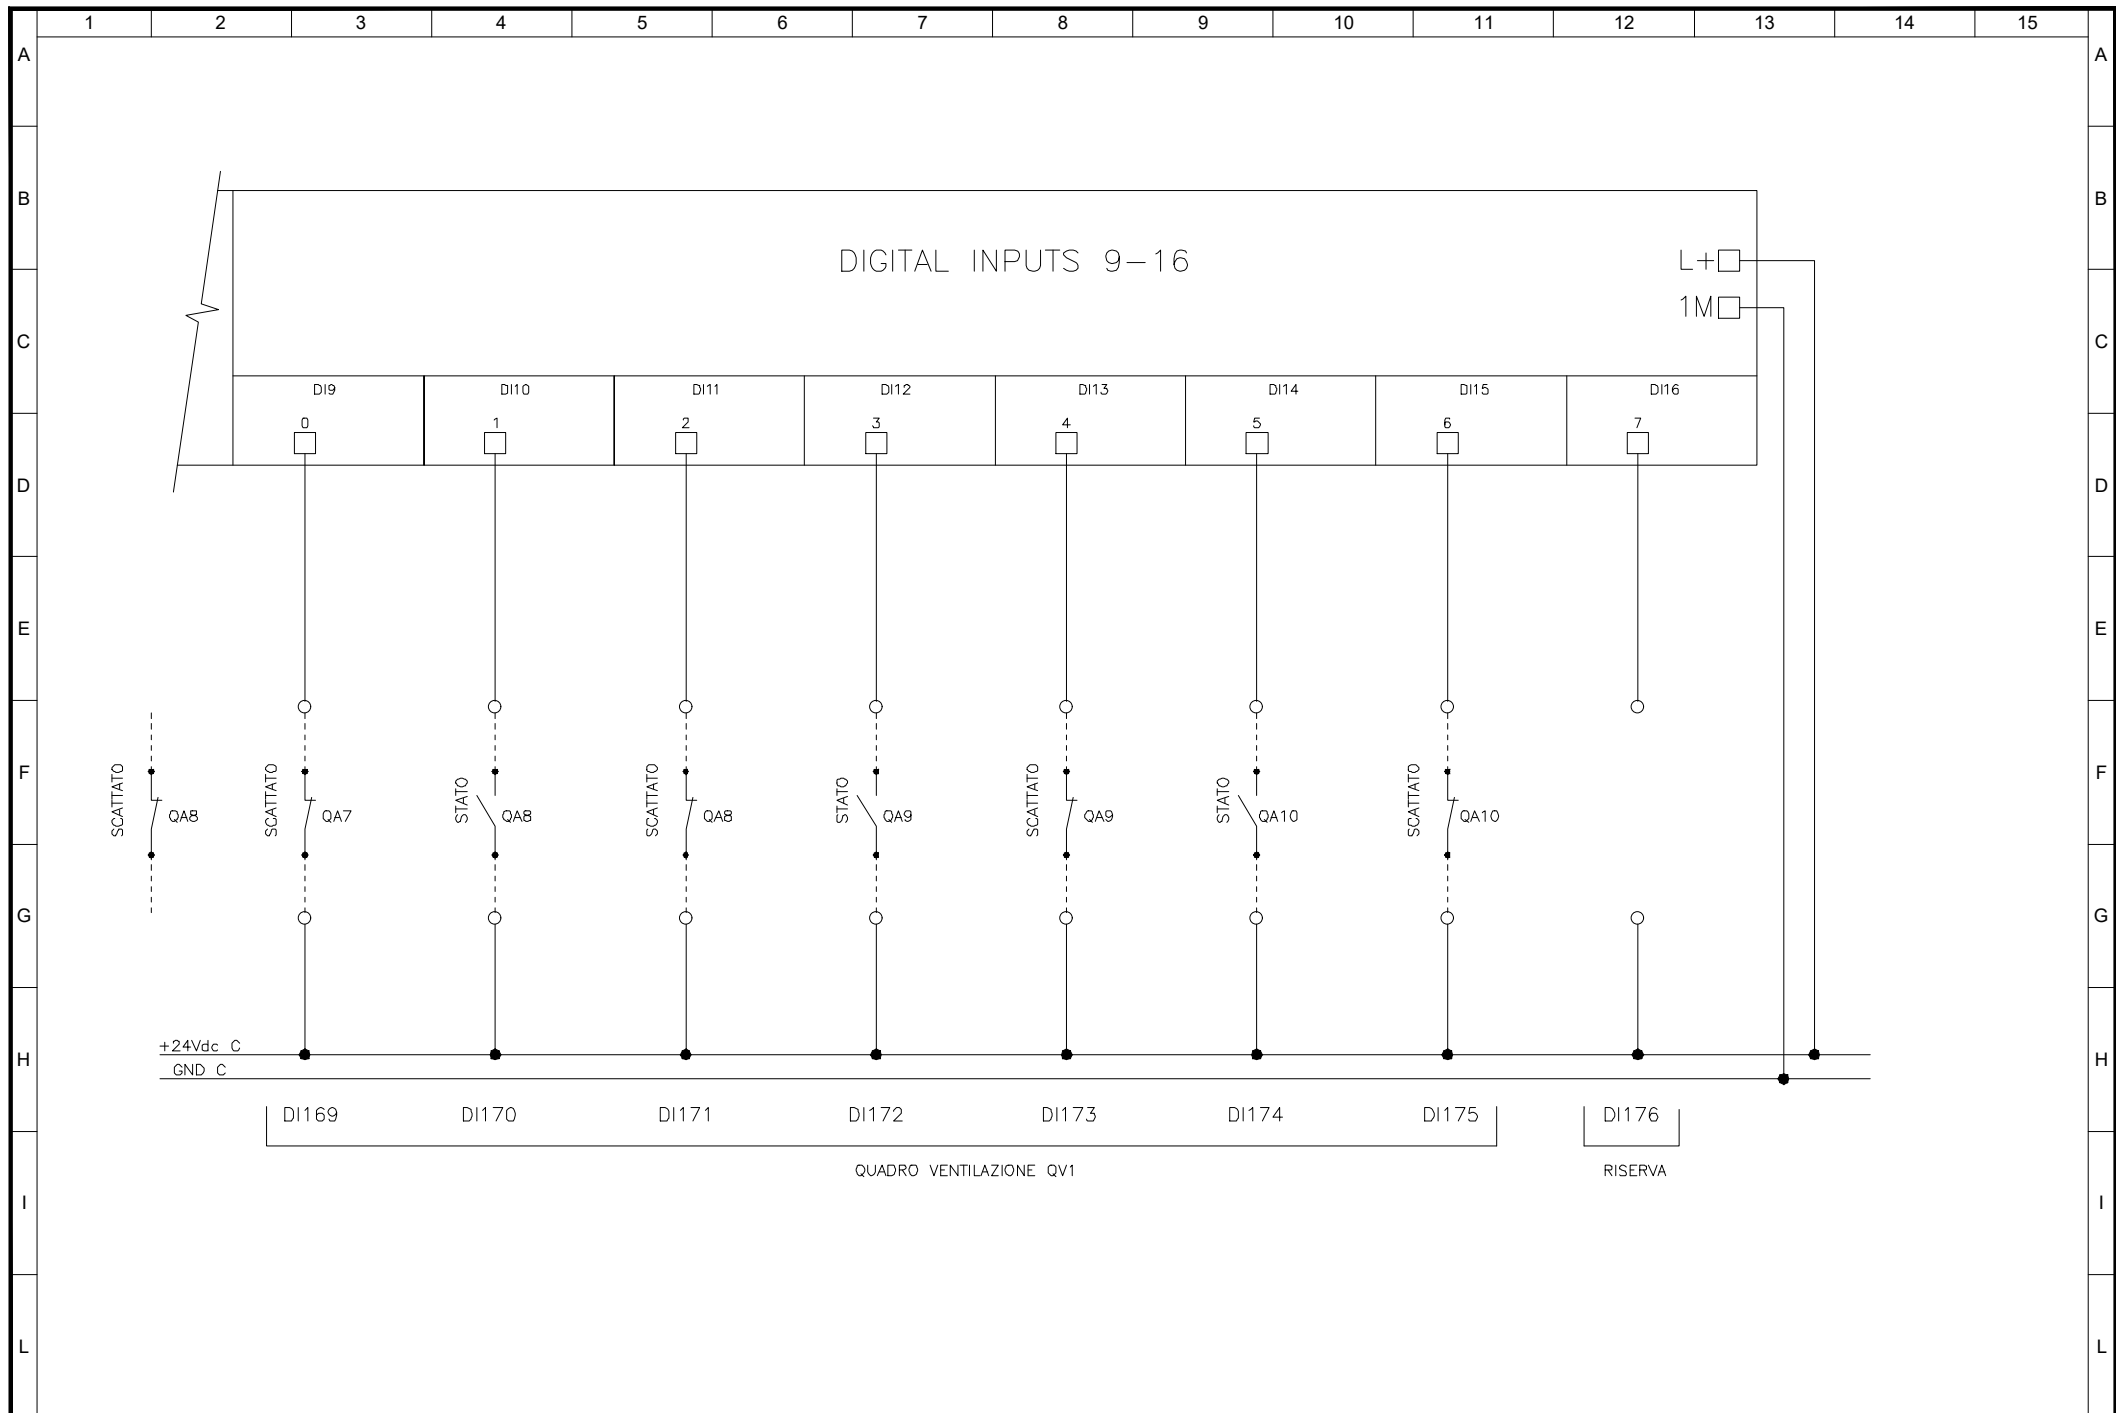 1 2 3 4 5 6 7 8 9 10 11 12 13 14 15
A A
B B
DIGITAL INPUTS 9-16
L+
1M
C C
DI9 DI10 DI11 DI12 DI13 DI14 DI15 DI16
0 1 2 3 4 5 6 7
D D
E E
F F
SCATTATO QA8 SCATTATO QA7 STATO QA8 SCATTATO QA8 STATO QA9 SCATTATO QA9 STATO QA10 SCATTATO QA10
G G
+24Vdc C
H H
GND C
DI169 DI170 DI171 DI172 DI173 DI174 DI175 DI176
QUADRO VENTILAZIONE QV1 RISERVA
I I
L L